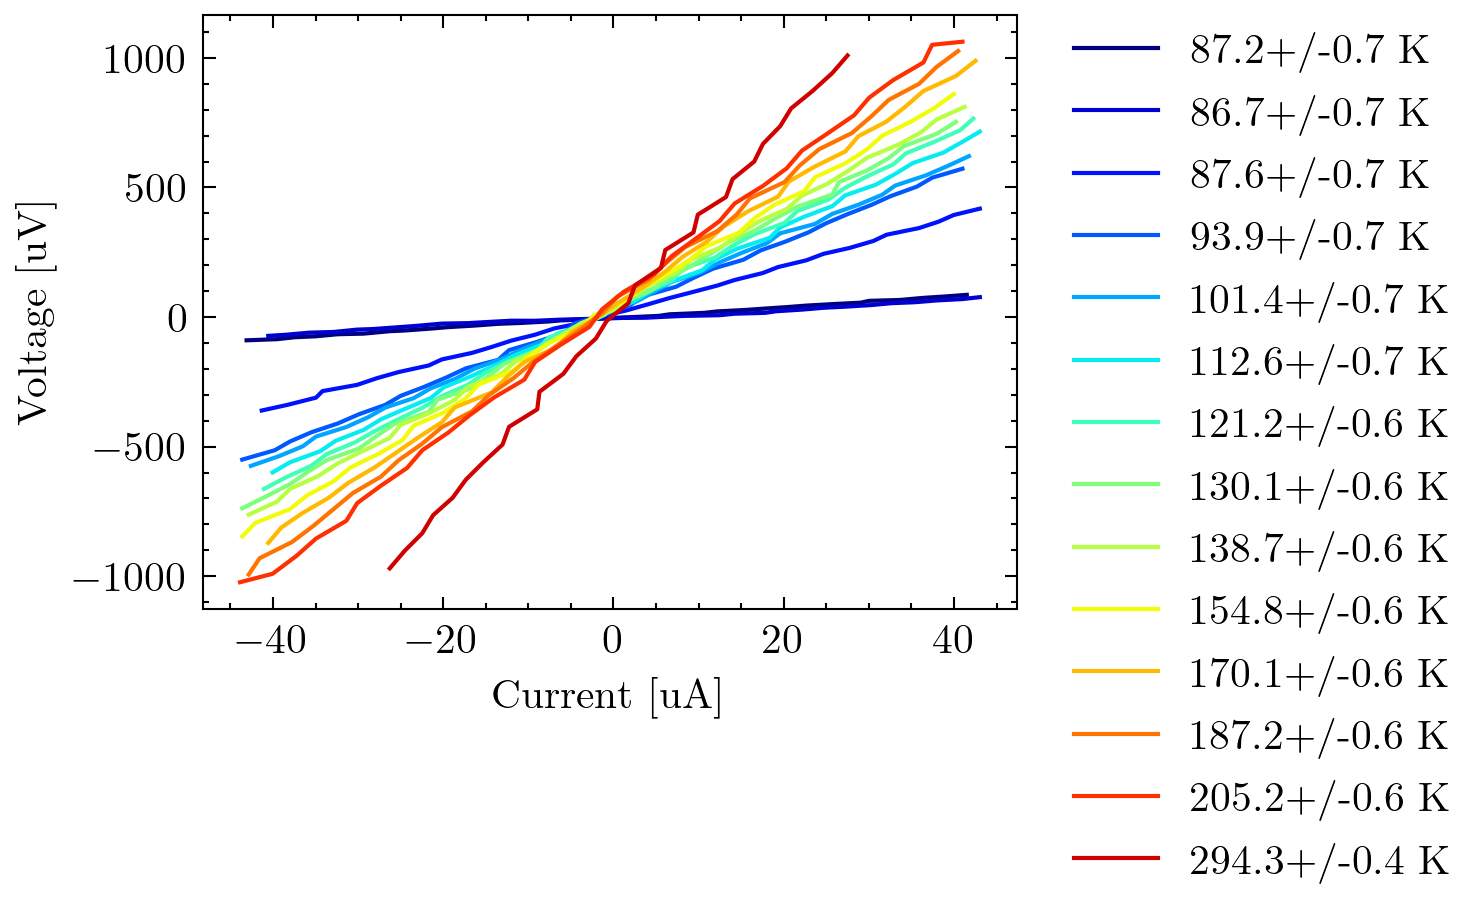 1000
500
0
−500
−1000
Voltage [uV]
−40 −20 0 20 40
Current [uA]
87.2+/-0.7 K
86.7+/-0.7 K
87.6+/-0.7 K
93.9+/-0.7 K
101.4+/-0.7 K
112.6+/-0.7 K
121.2+/-0.6 K
130.1+/-0.6 K
138.7+/-0.6 K
154.8+/-0.6 K
170.1+/-0.6 K
187.2+/-0.6 K
205.2+/-0.6 K
294.3+/-0.4 K